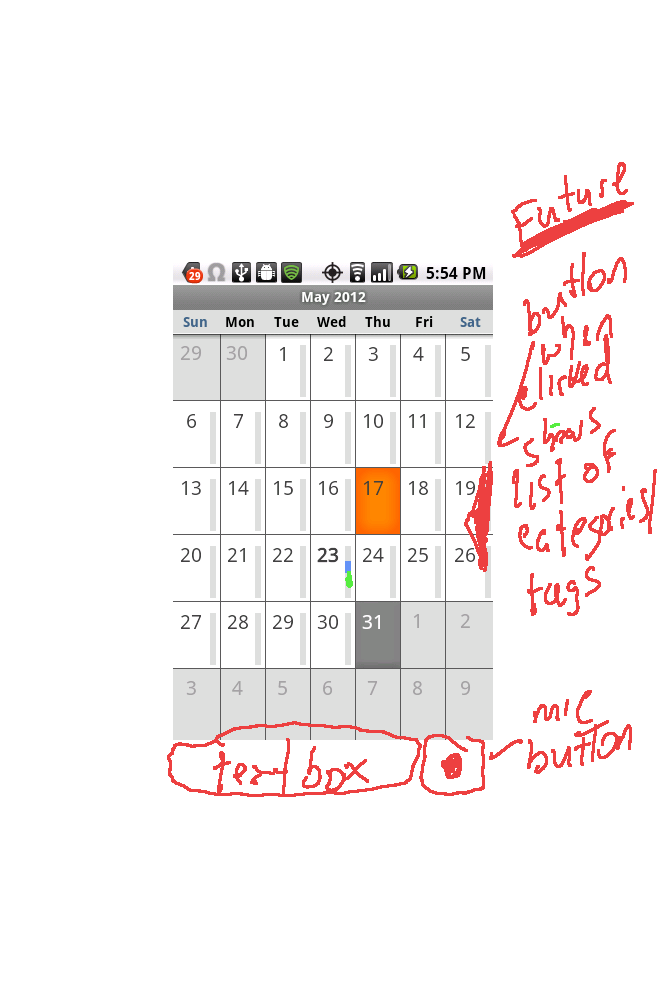 Future
button
when
clicked
shows
list of
categories/
tags
29 5:54 PM
May 2012
Sun Mon Tue Wed Thu Fri Sat
29 30 1 2 3 4 5
6 7 8 9 10 11 12
13 14 15 16 17 18 19
20 21 22 23 24 25 26
27 28 29 30 31 1 2
3 4 5 6 7 8 9
text box
mic
button